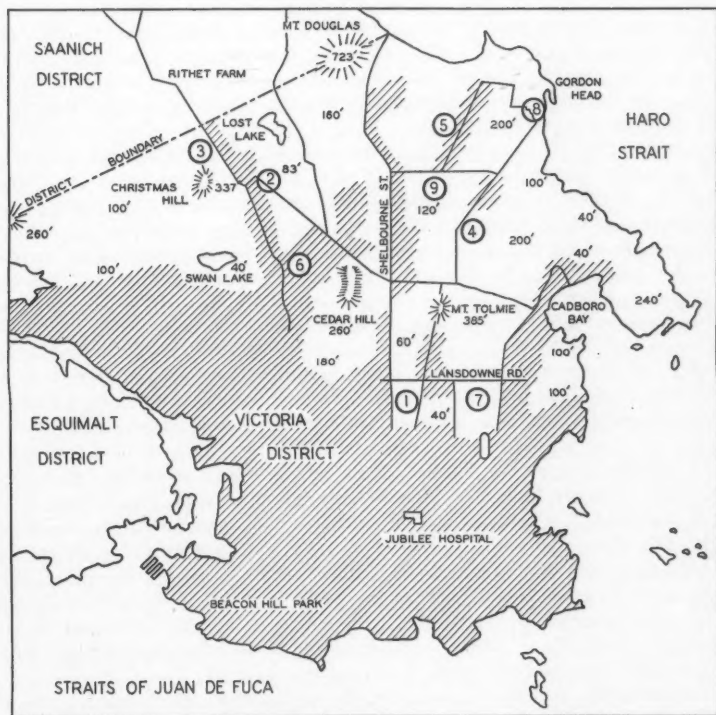 MT. DOUGLAS
723'
SAANICH
DISTRICT
RITHET FARM
GORDON
HEAD
160'
8
5
200'
LOST
LAKE
HARO
STRAIT
DISTRICT BOUNDARY
3
2
83'
CHRISTMAS
HILL
337
9
120'
100'
100'
SHELBOURNE ST.
4
40'
260'
200'
100'
40'
SWAN LAKE
6
40'
240'
CEDAR HILL
260'
MT. TOLMIE
385'
CADBORO
BAY
60'
180'
100'
LANSDOWNE RD.
100'
1
7
40'
ESQUIMALT
DISTRICT
VICTORIA
DISTRICT
JUBILEE HOSPITAL
BEACON HILL PARK
STRAITS OF JUAN DE FUCA